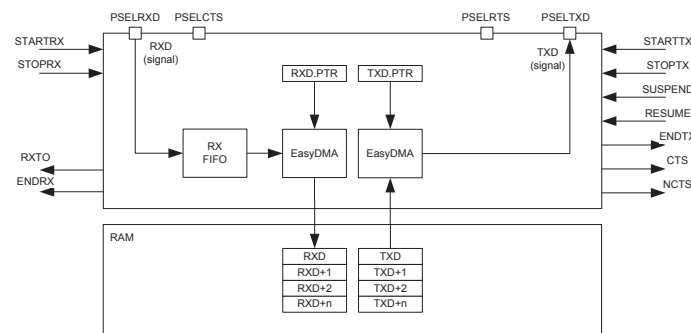 PSELRXD PSELCTS PSELRTS PSELTXD
STARTRX
STOPRX
RXD
(signal)
RXD.PTR
TXD.PTR
TXD
(signal)
STARTTX
STOPTX
SUSPEND
RESUME
RX
FIFO
EasyDMA
EasyDMA
RXTO
ENDRX
ENDTX
CTS
NCTS
RAM
RXD
RXD+1
RXD+2
RXD+n
TXD
TXD+1
TXD+2
TXD+n